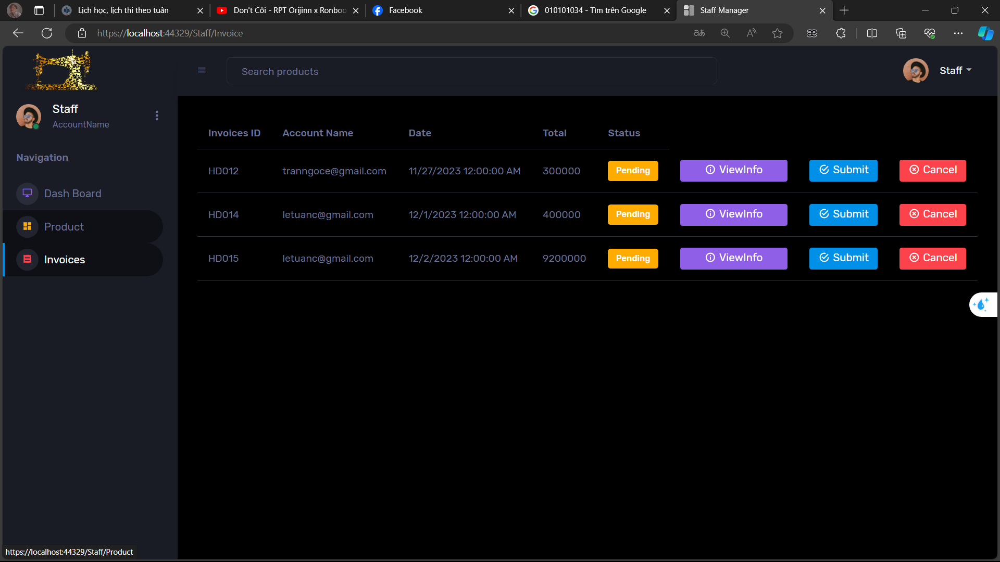 Lịch học, lịch thi theo tuần
Don't Côi - RPT Orijinn x Ronboo
Facebook
010101034 - Tìm trên Google
Staff Manager
https://localhost:44329/Staff/Invoice
aあ
A
æ
Search products
Staff
Staff
AccountName
Navigation
Dash Board
Product
Invoices
Invoices ID Account Name Date Total Status
HD012 tranngoce@gmail.com 11/27/2023 12:00:00 AM 300000 Pending ViewInfo Submit Cancel
HD014 letuanc@gmail.com 12/1/2023 12:00:00 AM 400000 Pending ViewInfo Submit Cancel
HD015 letuanc@gmail.com 12/2/2023 12:00:00 AM 9200000 Pending ViewInfo Submit Cancel
https://localhost:44329/Staff/Product